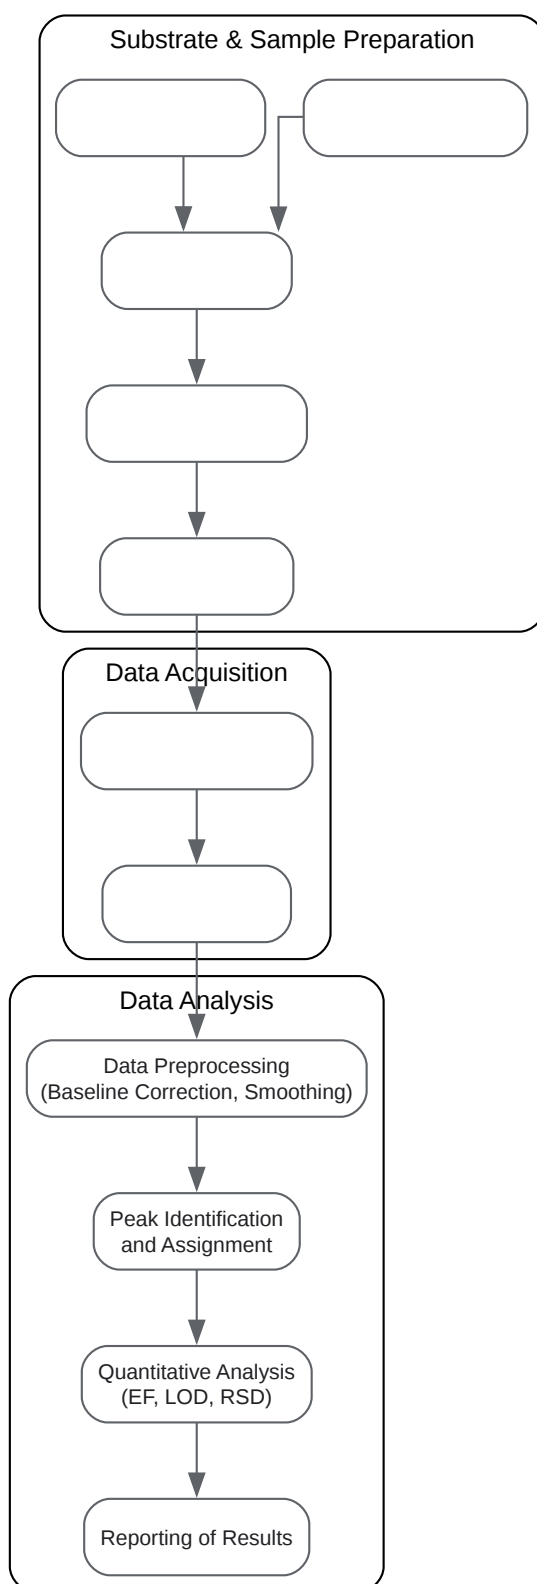 Substrate & Sample Preparation
Data Acquisition
Data Analysis
Data Preprocessing
(Baseline Correction, Smoothing)
Peak Identification
and Assignment
Quantitative Analysis
(EF, LOD, RSD)
Reporting of Results